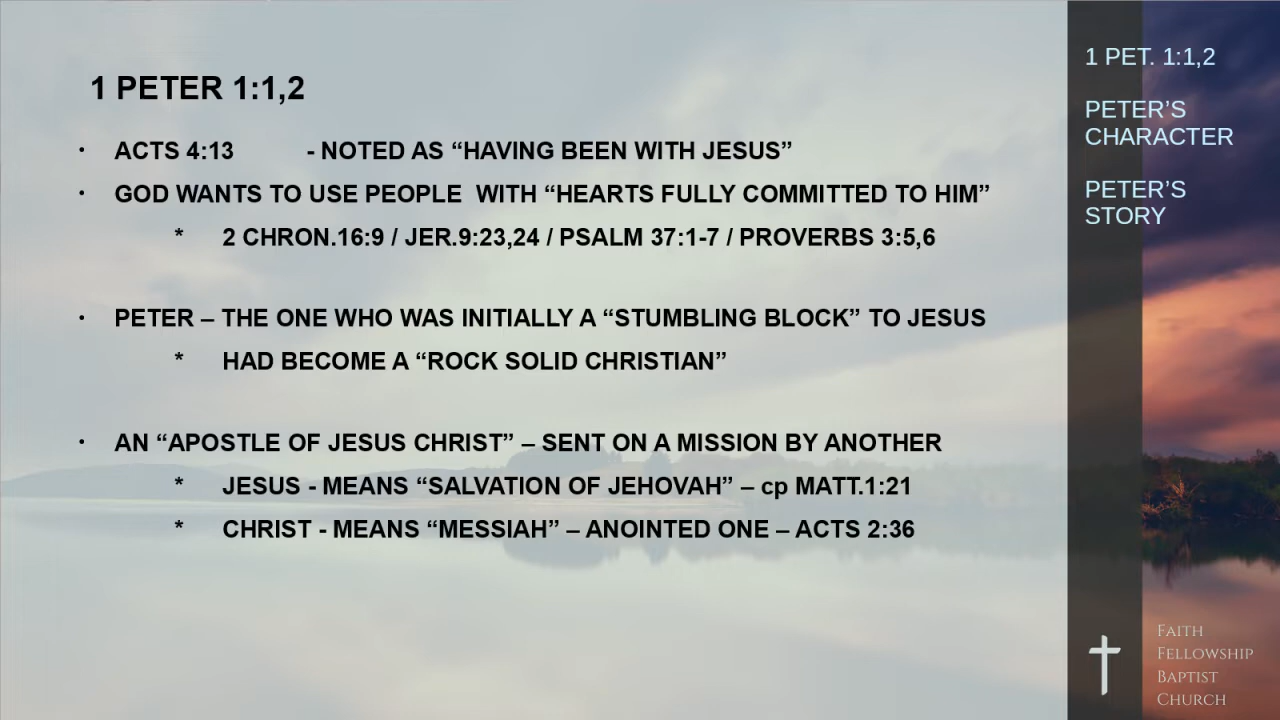 1 PETER 1:1,2
• ACTS 4:13 - NOTED AS “HAVING BEEN WITH JESUS”
• GOD WANTS TO USE PEOPLE WITH “HEARTS FULLY COMMITTED TO HIM”
* 2 CHRON.16:9 / JER.9:23,24 / PSALM 37:1-7 / PROVERBS 3:5,6
• PETER – THE ONE WHO WAS INITIALLY A “STUMBLING BLOCK” TO JESUS
* HAD BECOME A “ROCK SOLID CHRISTIAN”
• AN “APOSTLE OF JESUS CHRIST” – SENT ON A MISSION BY ANOTHER
* JESUS - MEANS “SALVATION OF JEHOVAH” – cp MATT.1:21
* CHRIST - MEANS “MESSIAH” – ANOINTED ONE – ACTS 2:36
1 PET. 1:1,2
PETER’S
CHARACTER
PETER’S
STORY
FAITH
FELLOWSHIP
BAPTIST
CHURCH